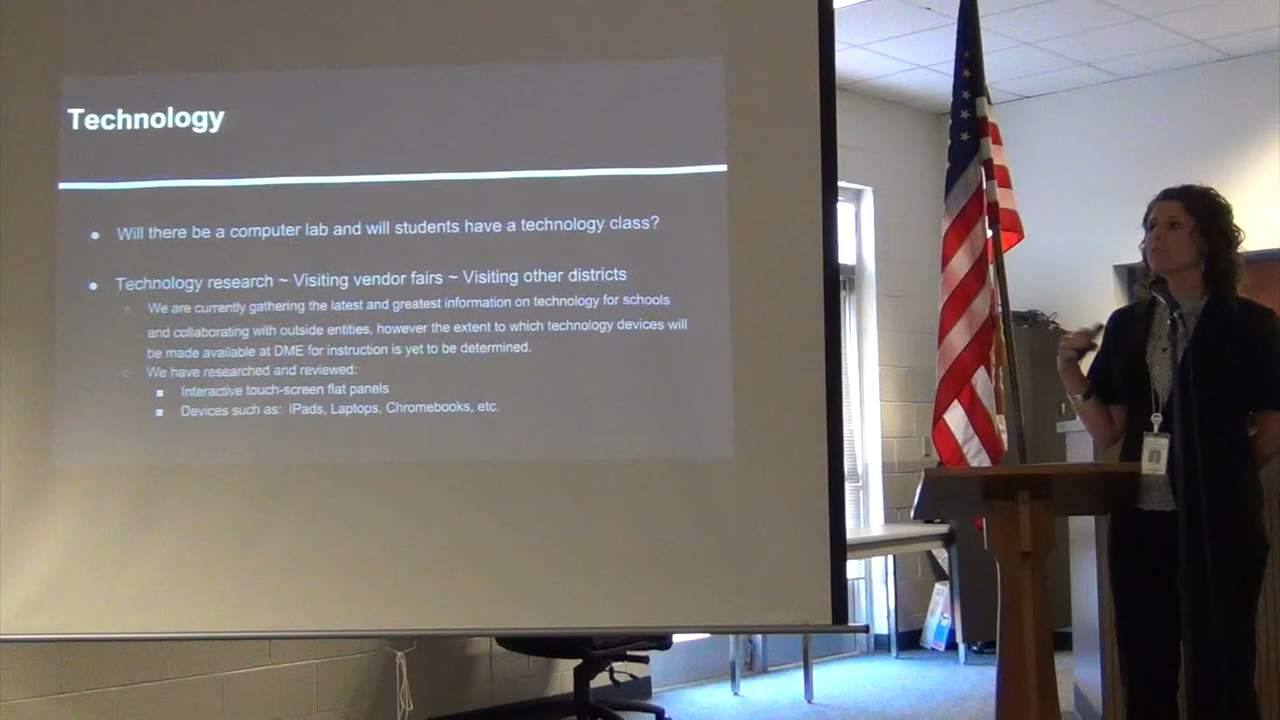 Technology
Will there be a computer lab and will students have a technology class?
Technology research ~ Visiting vendor fairs ~ Visiting other districts
We are currently gathering the latest and greatest information on technology for schools
and collaborating with outside entities, however the extent to which technology devices will
be made available at DME for instruction is yet to be determined.
We have researched and reviewed:
Interactive touch-screen flat panels
Devices such as: iPads, Laptops, Chromebooks, etc.